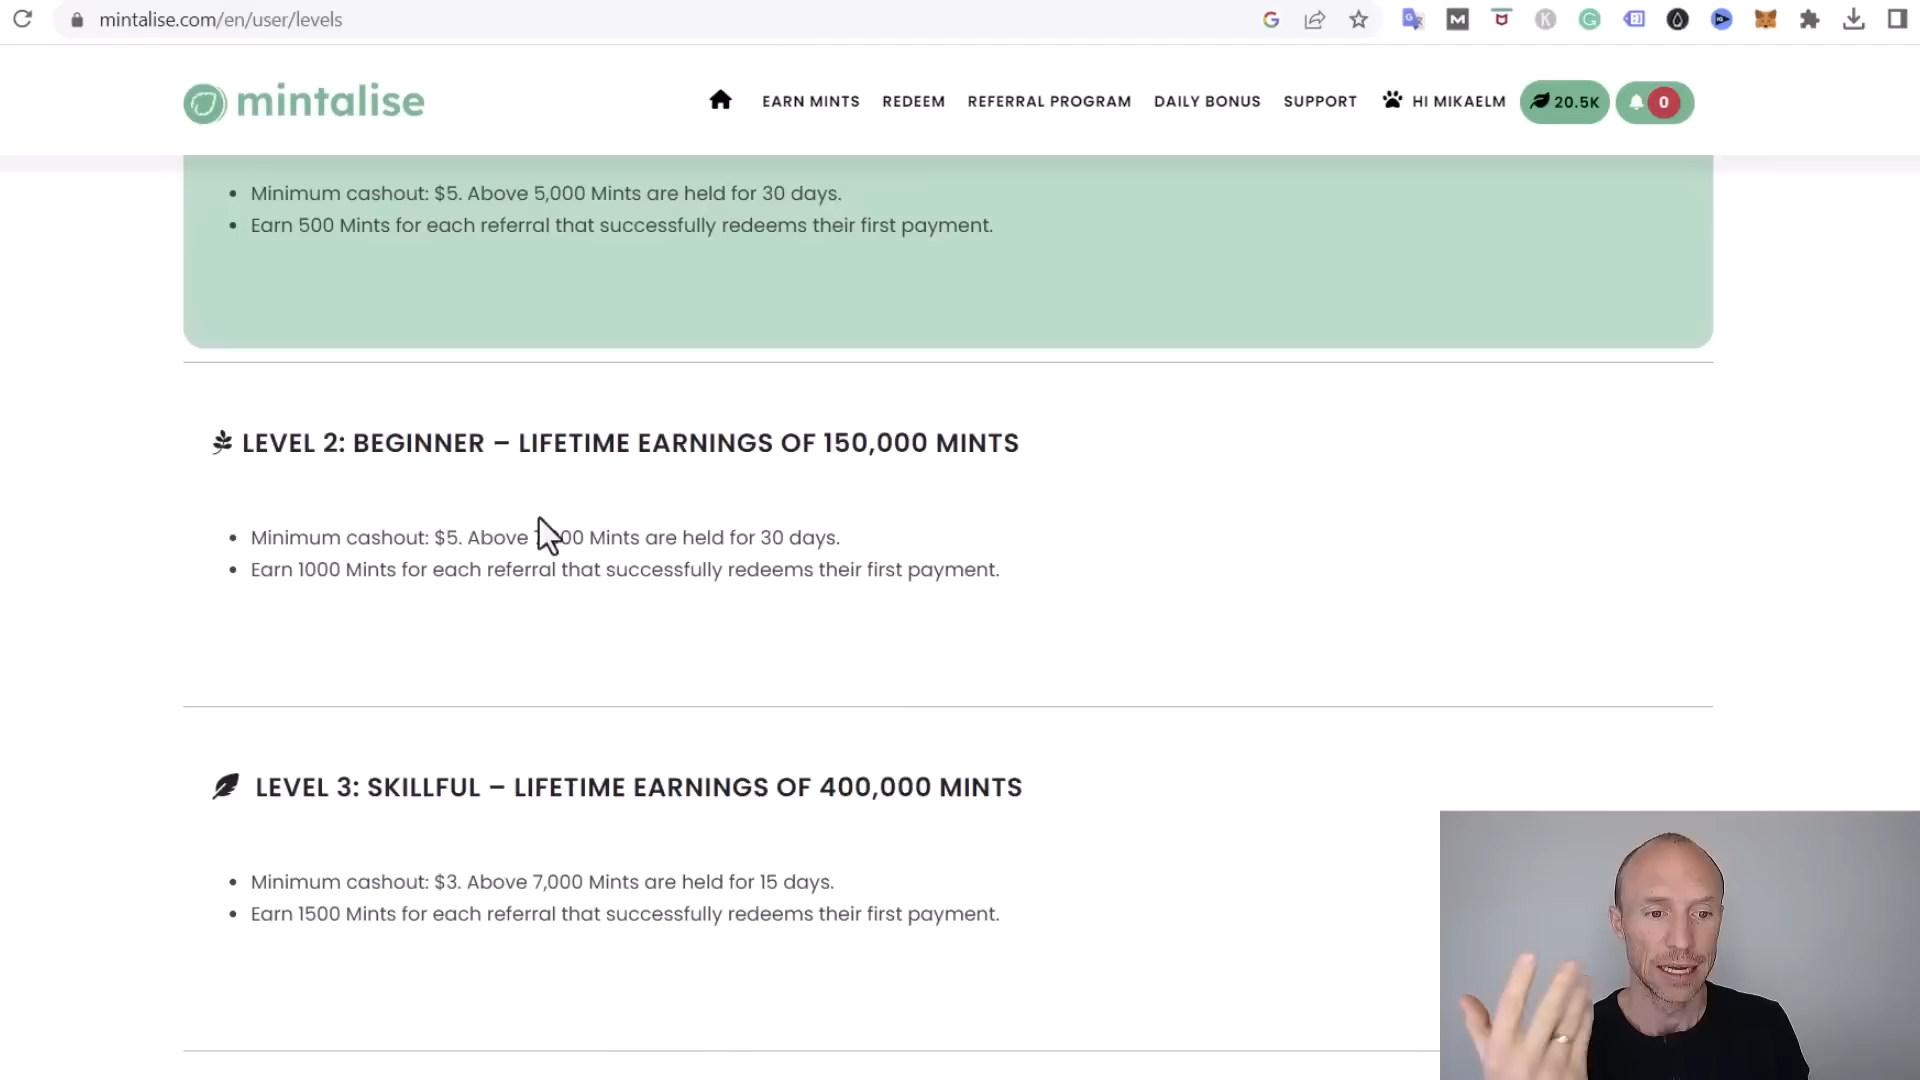 mintalise.com/en/user/levels
mintalise
EARN MINTS
REDEEM
REFERRAL PROGRAM
DAILY BONUS
SUPPORT
HI MIKAELM
20.5K
0
• Minimum cashout: $5. Above 5,000 Mints are held for 30 days.
• Earn 500 Mints for each referral that successfully redeems their first payment.
LEVEL 2: BEGINNER – LIFETIME EARNINGS OF 150,000 MINTS
• Minimum cashout: $5. Above Mints are held for 30 days.
• Earn 1000 Mints for each referral that successfully redeems their first payment.
LEVEL 3: SKILLFUL – LIFETIME EARNINGS OF 400,000 MINTS
• Minimum cashout: $3. Above 7,000 Mints are held for 15 days.
• Earn 1500 Mints for each referral that successfully redeems their first payment.